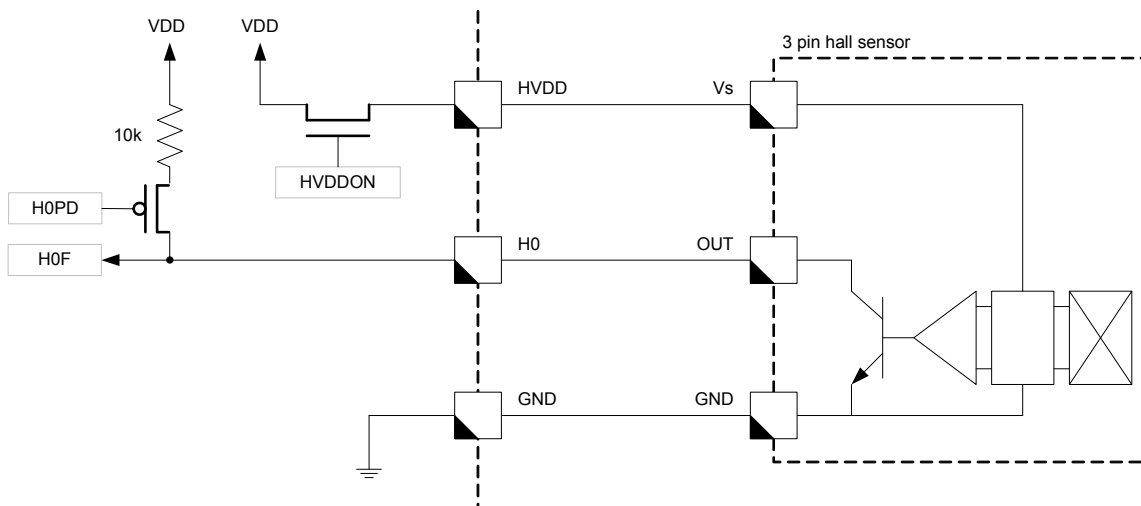 VDD
VDD
3 pin hall sensor
HVDD
Vs
10k
HVDDON
H0PD
H0
OUT
H0F
GND
GND